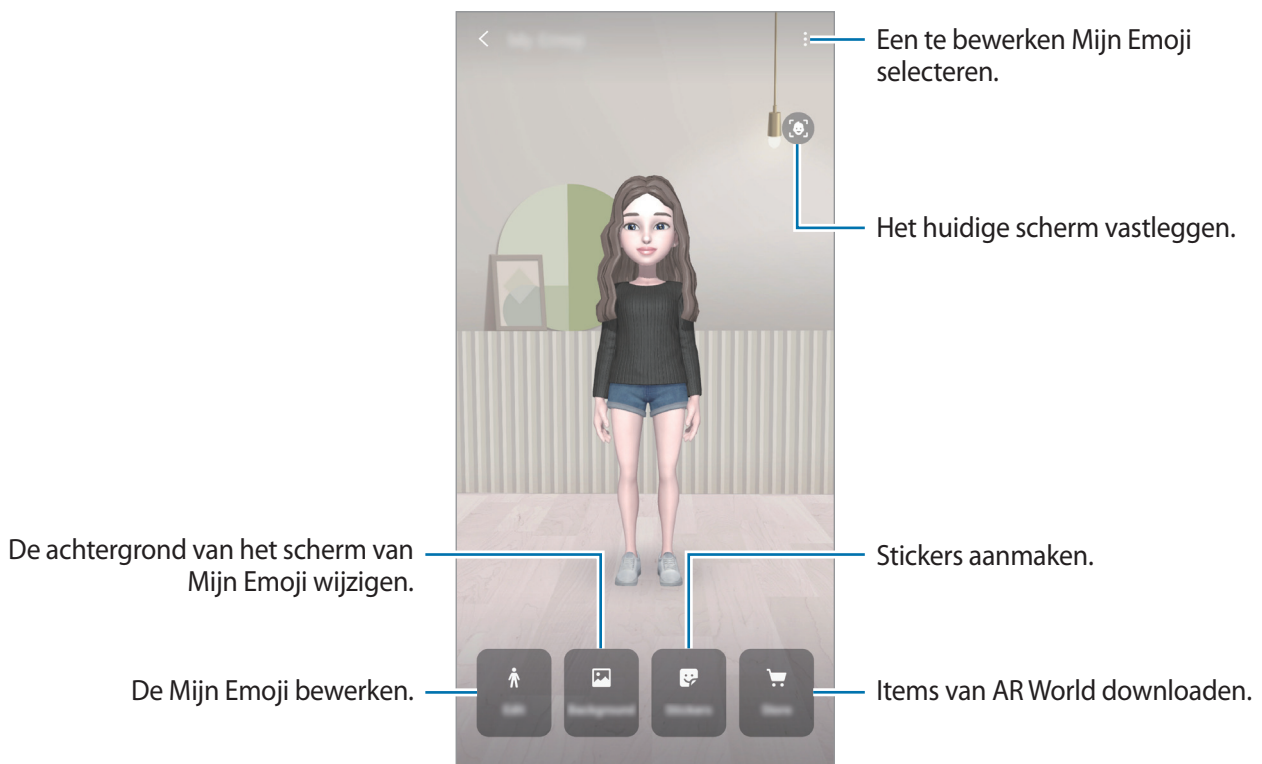 Een te bewerken Mijn Emoji
selecteren.
Het huidige scherm vastleggen.
De achtergrond van het scherm van
Mijn Emoji wijzigen.
Stickers aanmaken.
De Mijn Emoji bewerken.
Items van AR World downloaden.